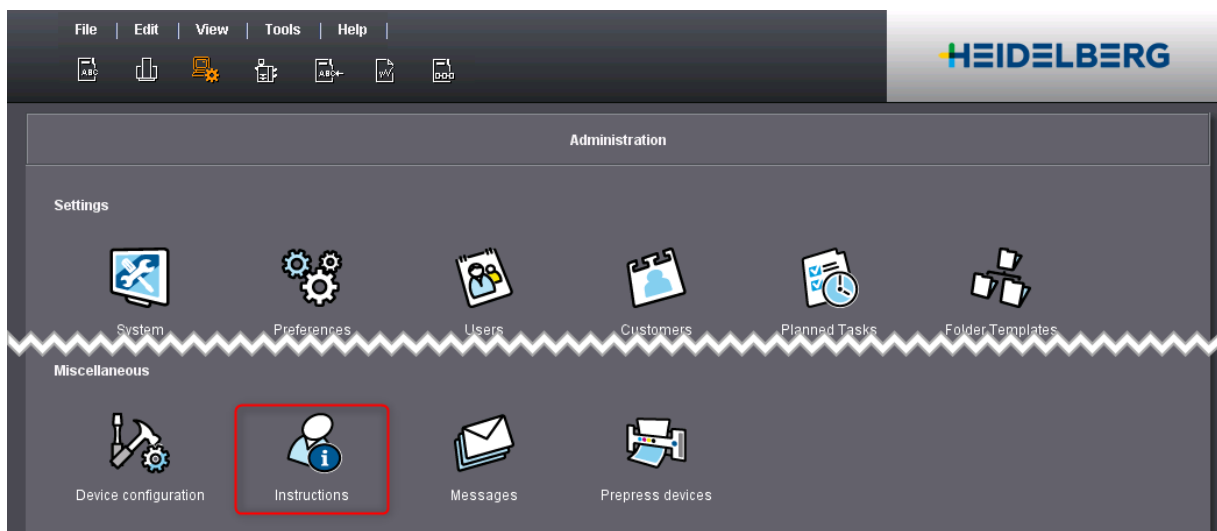 File | Edit | View | Tools | Help |
HEIDELBERG
Administration
Settings
System Preferences Users Customers Planned Tasks Folder Templates
Miscellaneous
Device configuration Instructions Messages Prepress devices